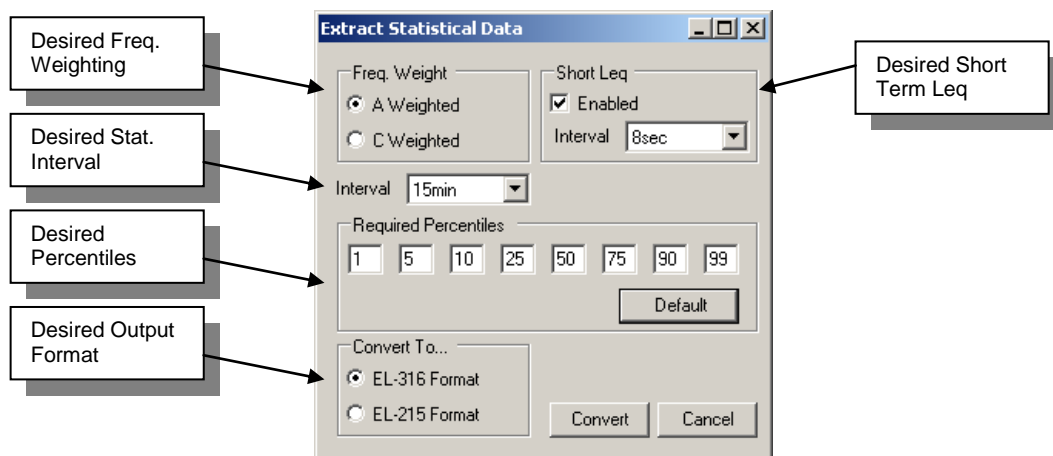 Desired Freq.
Weighting
Desired Stat.
Interval
Desired
Percentiles
Desired Output
Format
Extract Statistical Data
Freq. Weight
A Weighted
C Weighted
Short Leq
Enabled
Interval 8sec
Interval 15min
Required Percentiles
1 5 10 25 50 75 90 99
Default
Convert To...
EL-316 Format
EL-215 Format
Convert Cancel
Desired Short
Term Leq